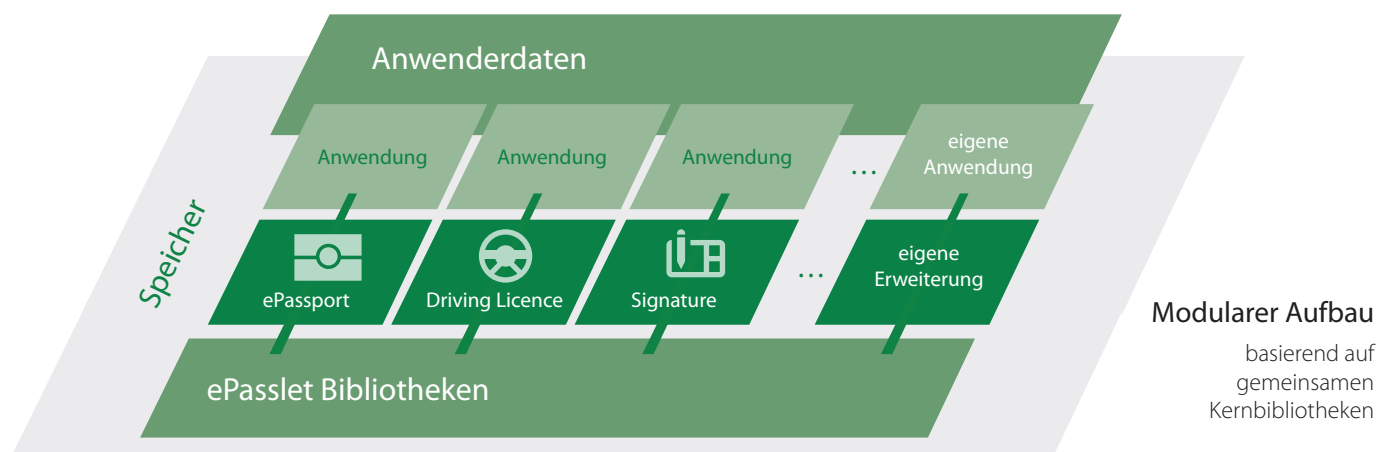 Anwenderdaten
Anwendung
Anwendung
Anwendung
...
eigene
Anwendung
Speicher
ePassport
Driving Licence
Signature
...
eigene
Erweiterung
ePasslet Bibliotheken
Modularer Aufbau
basierend auf
gemeinsamen
Kernbibliotheken